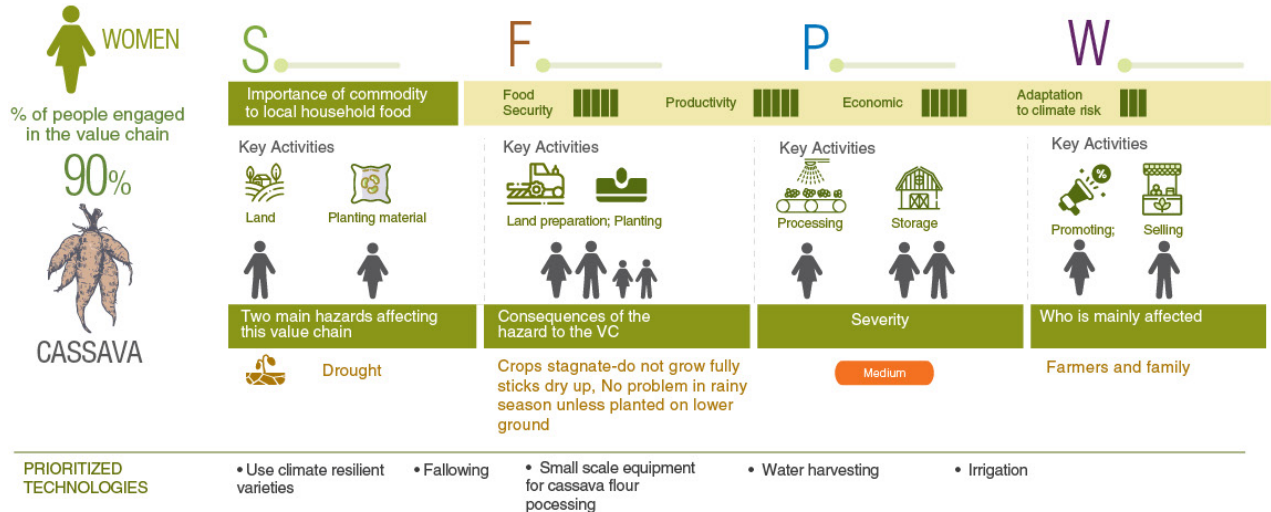 WOMEN
% of people engaged
in the value chain
90%
CASSAVA
S
F
P
W
Importance of commodity
to local household food
Food
Security
Productivity
Economic
Adaptation
to climate risk
Key Activities
Land
Planting material
Key Activities
Land preparation; Planting
Key Activities
Processing
Storage
Key Activities
%
Promoting;
Selling
Two main hazards affecting
this value chain
Consequences of the
hazard to the VC
Severity
Who is mainly affected
Drought
Crops stagnate-do not grow fully
sticks dry up, No problem in rainy
season unless planted on lower
ground
Medium
Farmers and family
PRIORITIZED
TECHNOLOGIES
• Use climate resilient
varieties
• Fallowing
• Small scale equipment
for cassava flour
pocessing
• Water harvesting
• Irrigation